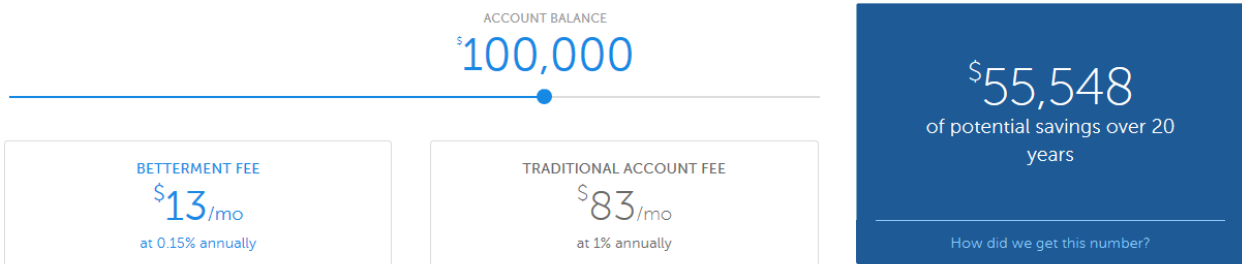 ACCOUNT BALANCE
$100,000
BETTERMENT FEE
$13/mo
at 0.15% annually
TRADITIONAL ACCOUNT FEE
$83/mo
at 1% annually
$55,548
of potential savings over 20
years
How did we get this number?